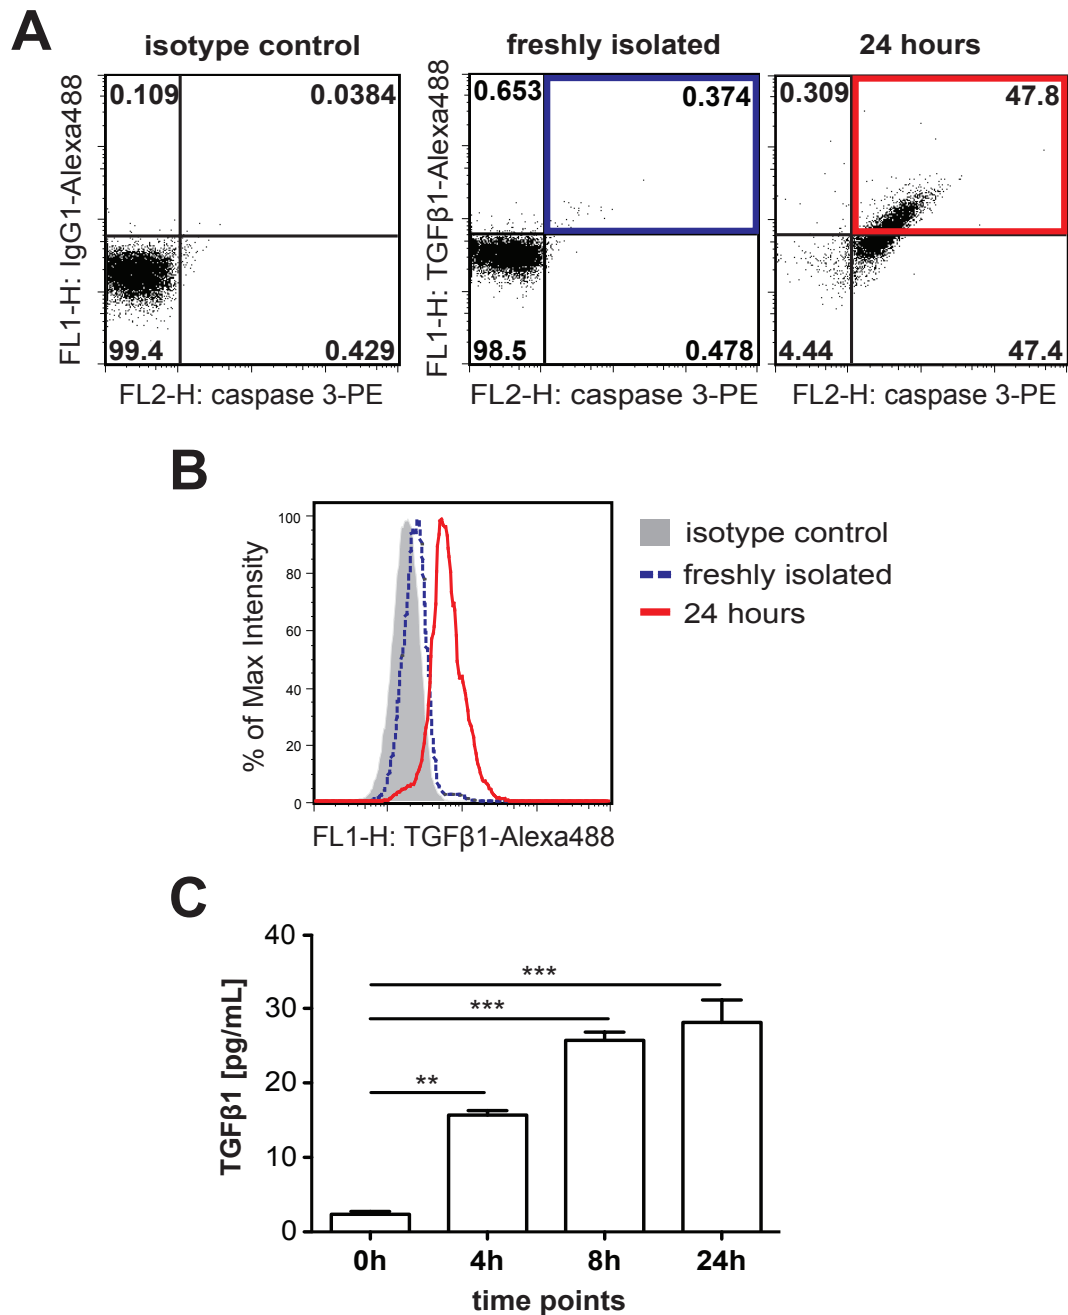 A
isotype control
freshly isolated
24 hours
FL1-H: IgG1-Alexa488
0.109
0.0384
99.4
0.429
FL2-H: caspase 3-PE
FL1-H: TGFβ1-Alexa488
0.653
0.374
98.5
0.478
FL2-H: caspase 3-PE
0.309
47.8
4.44
47.4
FL2-H: caspase 3-PE
B
% of Max Intensity
100
80
60
40
20
0
FL1-H: TGFβ1-Alexa488
isotype control
freshly isolated
24 hours
C
TGFβ1 [pg/mL]
40
30
20
10
0
***
***
**
0h
4h
8h
24h
time points